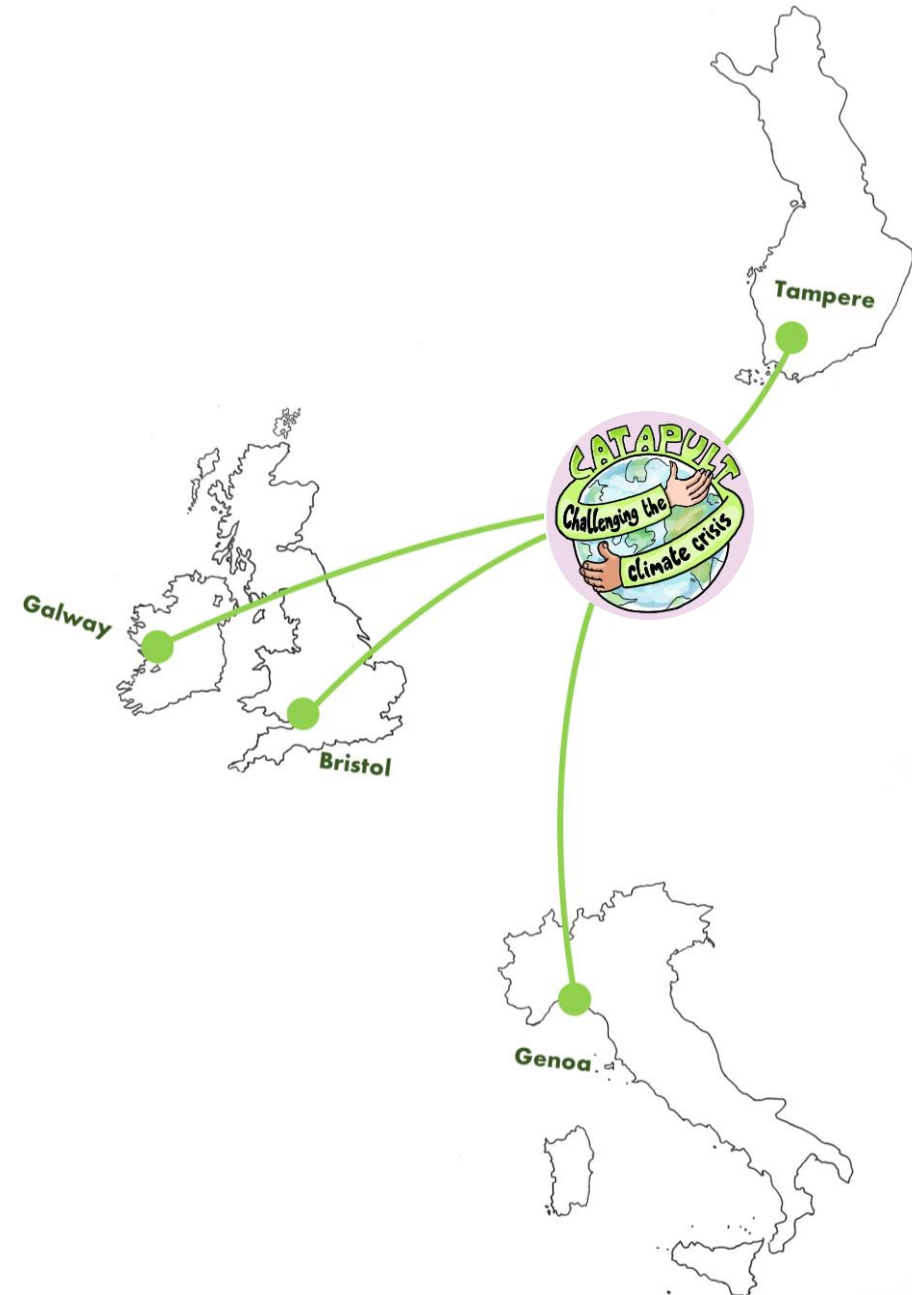 Tampere
CATAPULT
Challenging the
climate crisis
Galway
Bristol
Genoa